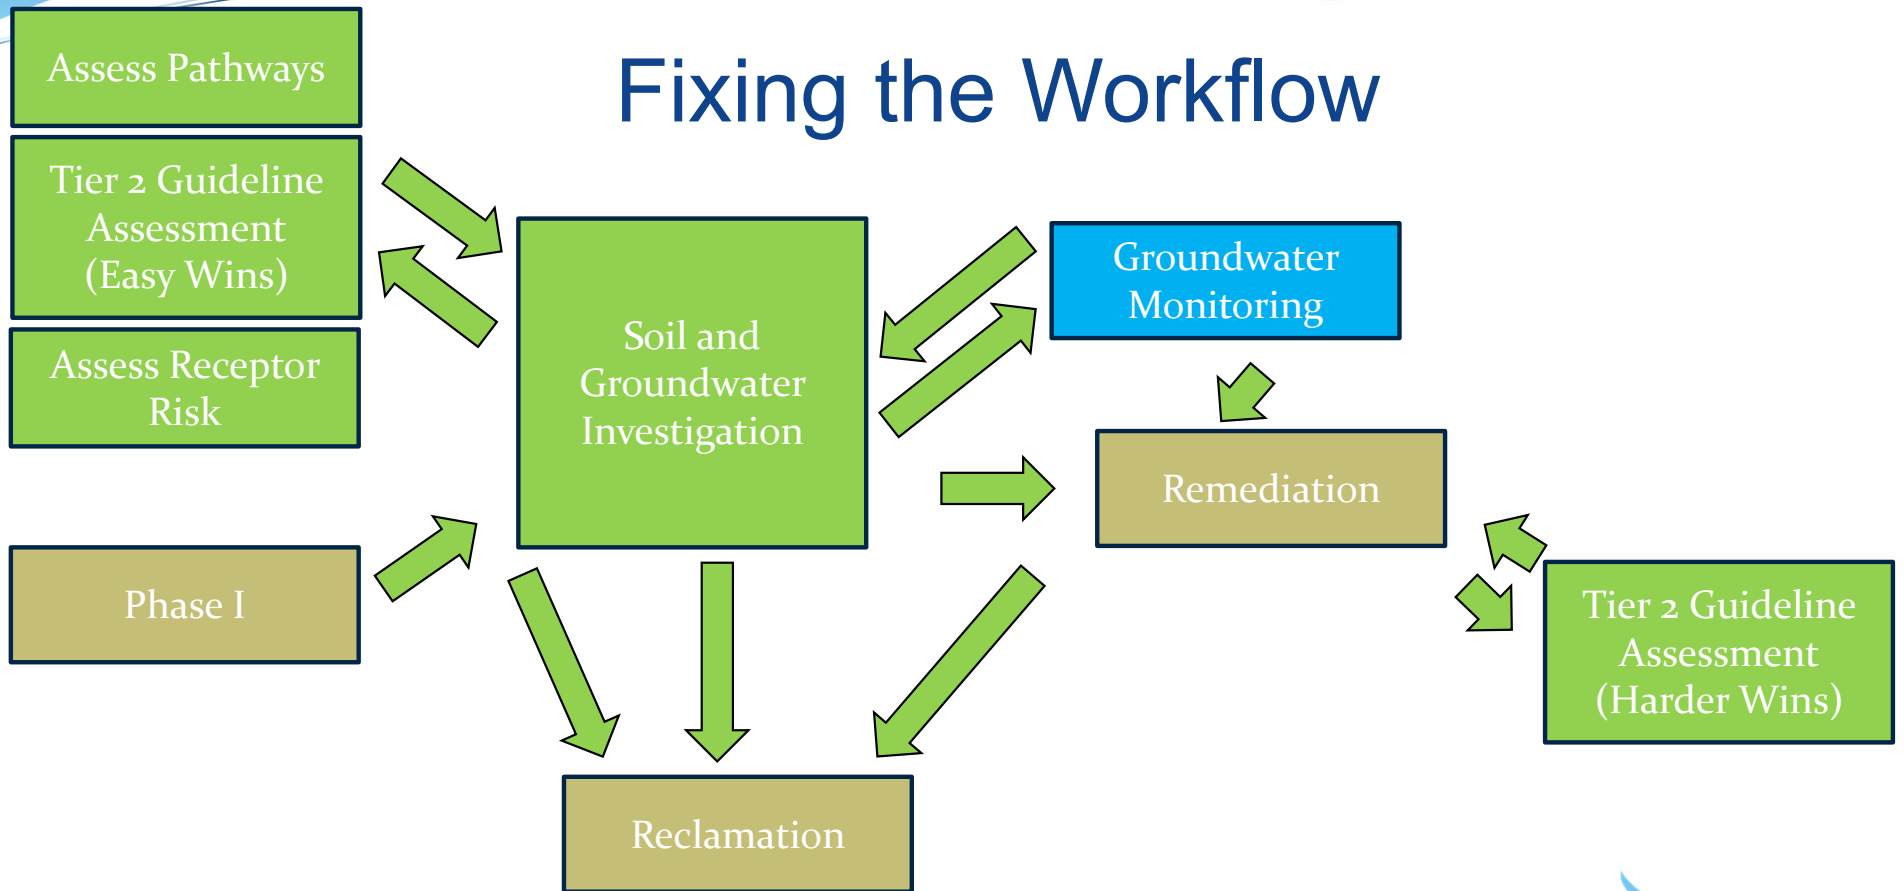 Fixing the Workflow
Assess Pathways
Tier 2 Guideline
Assessment
(Easy Wins)
Assess Receptor
Risk
Phase I
Soil and
Groundwater
Investigation
Groundwater
Monitoring
Remediation
Tier 2 Guideline
Assessment
(Harder Wins)
Reclamation